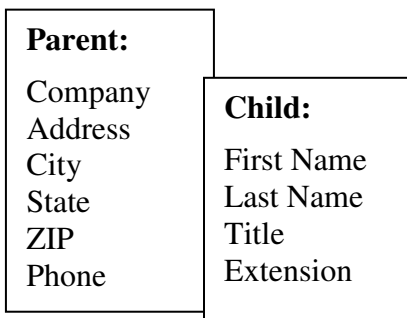 Parent:
Company
Address
City
State
ZIP
Phone
Child:
First Name
Last Name
Title
Extension